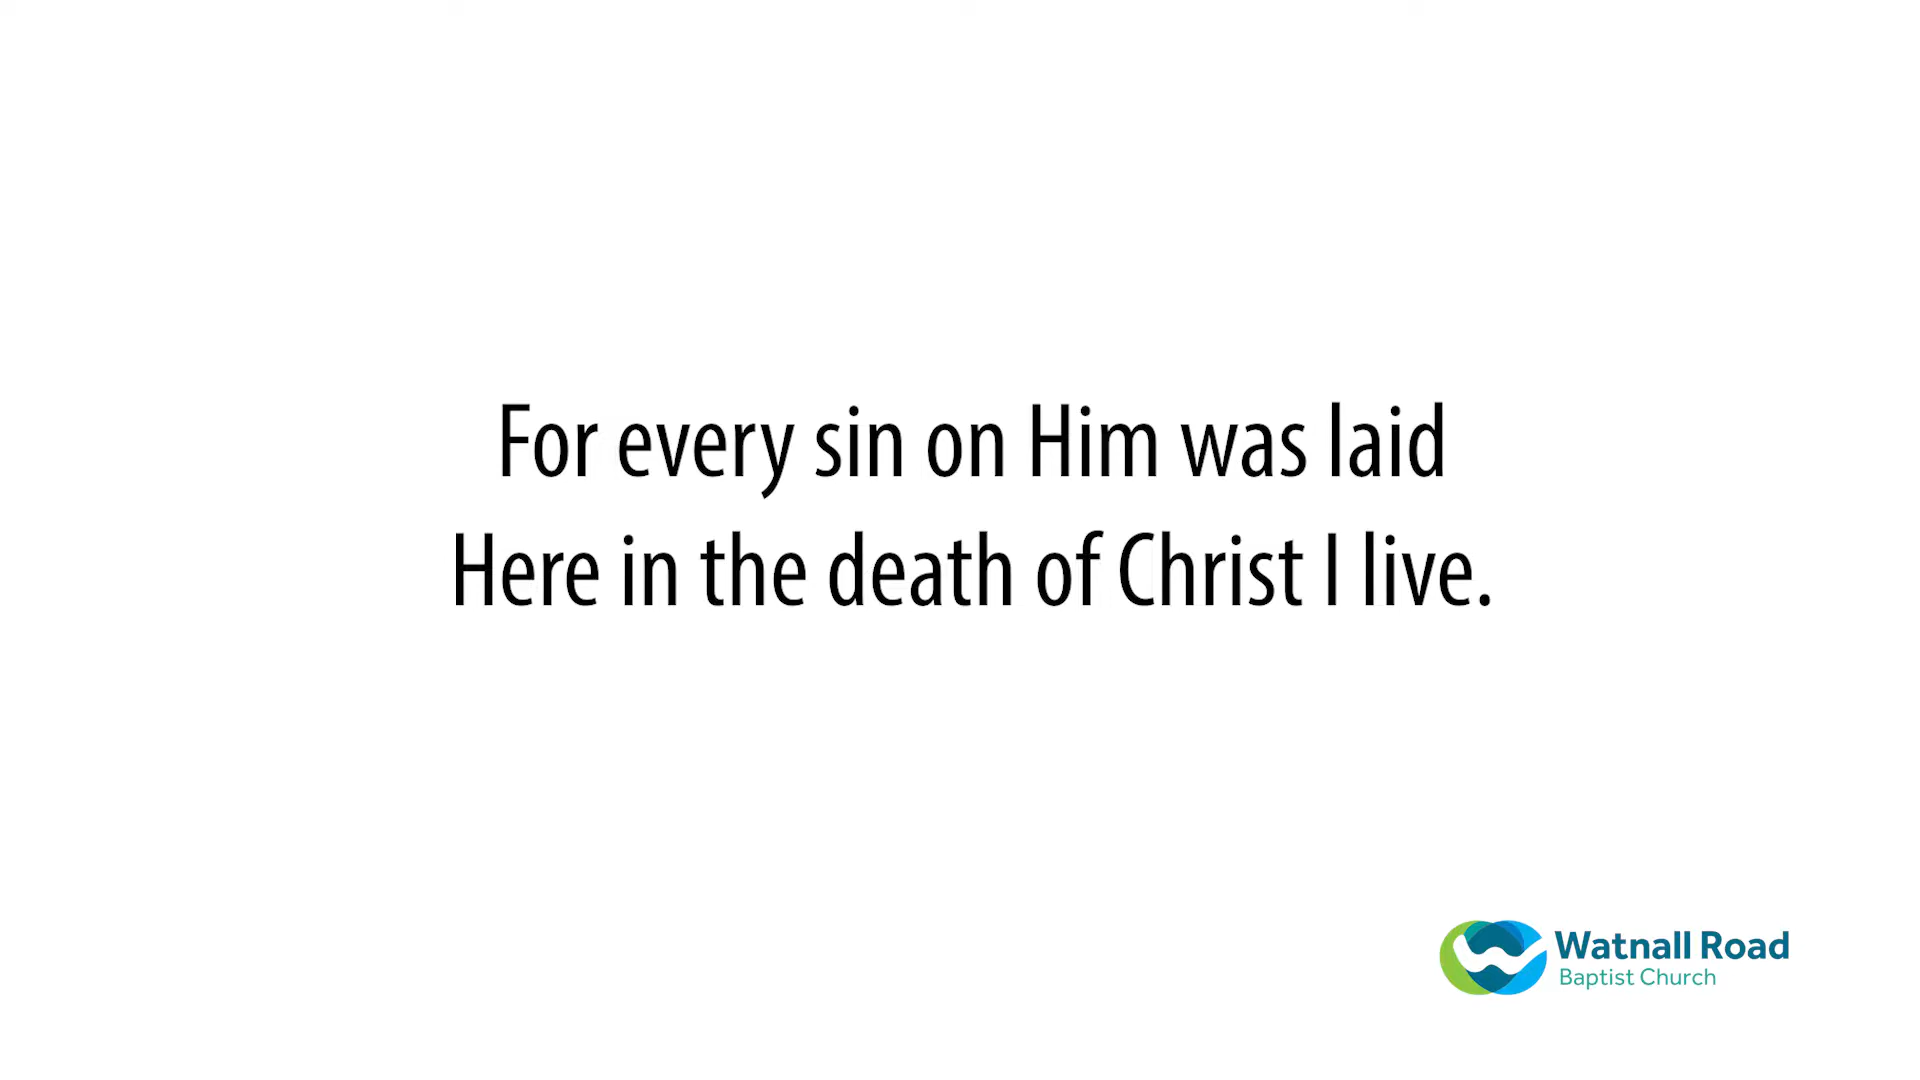 For every sin on Him was laid
Here in the death of Christ I live.
Watnall Road
Baptist Church